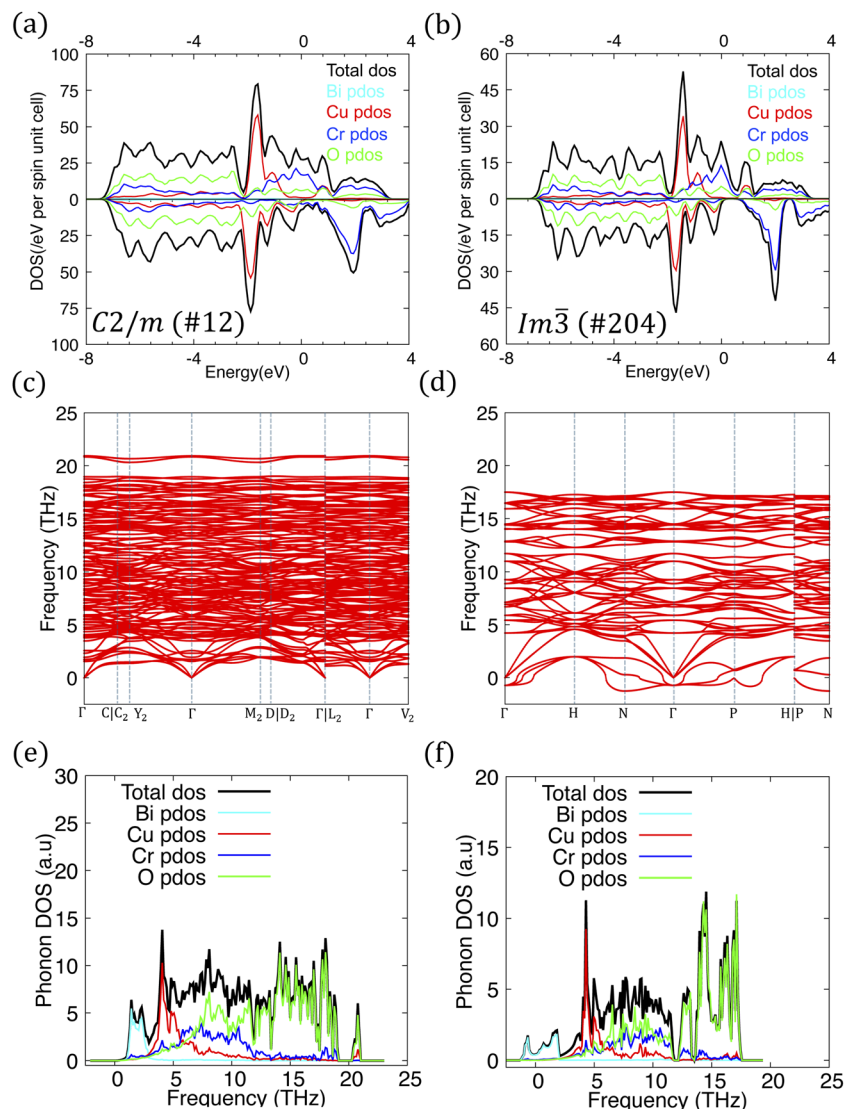 (a)
-8 -4 0 4
100
75
50
25
0
25
50
75
100
DOS(/eV per spin unit cell)
Total dos
Bi pdos
Cu pdos
Cr pdos
O pdos
C2/m (#12)
-8 -4 0 4
Energy(eV)
(b)
-8 -4 0 4
60
45
30
15
0
15
30
45
60
DOS(/eV per spin unit cell)
Total dos
Bi pdos
Cu pdos
Cr pdos
O pdos
Im3̅ (#204)
-8 -4 0 4
Energy(eV)
(c)
25
20
15
10
5
0
Frequency (THz)
Γ C|C₂ Y₂ Γ M₂ D|D₂ Γ|L₂ Γ V₂
(d)
25
20
15
10
5
0
Frequency (THz)
Γ H N Γ P H|P N
(e)
30
25
20
15
10
5
0
Phonon DOS (a.u)
Total dos
Bi pdos
Cu pdos
Cr pdos
O pdos
0 5 10 15 20 25
Frequency (THz)
(f)
20
15
10
5
0
Phonon DOS (a.u)
Total dos
Bi pdos
Cu pdos
Cr pdos
O pdos
0 5 10 15 20 25
Frequency (THz)